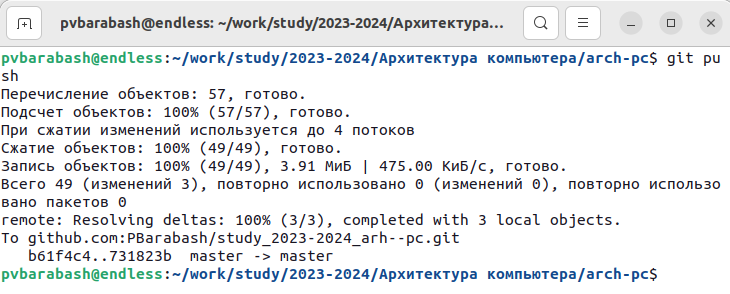 pvbarabash@endless: ~/work/study/2023-2024/Архитектура...
pvbarabash@endless:~/work/study/2023-2024/Архитектура компьютера/arch-pc$ git pu
sh
Перечисление объектов: 57, готово.
Подсчет объектов: 100% (57/57), готово.
При сжатии изменений используется до 4 потоков
Сжатие объектов: 100% (49/49), готово.
Запись объектов: 100% (49/49), 3.91 МиБ | 475.00 КиБ/с, готово.
Всего 49 (изменений 3), повторно использовано 0 (изменений 0), повторно использо
вано пакетов 0
remote: Resolving deltas: 100% (3/3), completed with 3 local objects.
To github.com:PBarabash/study_2023-2024_arh--pc.git
   b61f4c4..731823b  master -> master
pvbarabash@endless:~/work/study/2023-2024/Архитектура компьютера/arch-pc$